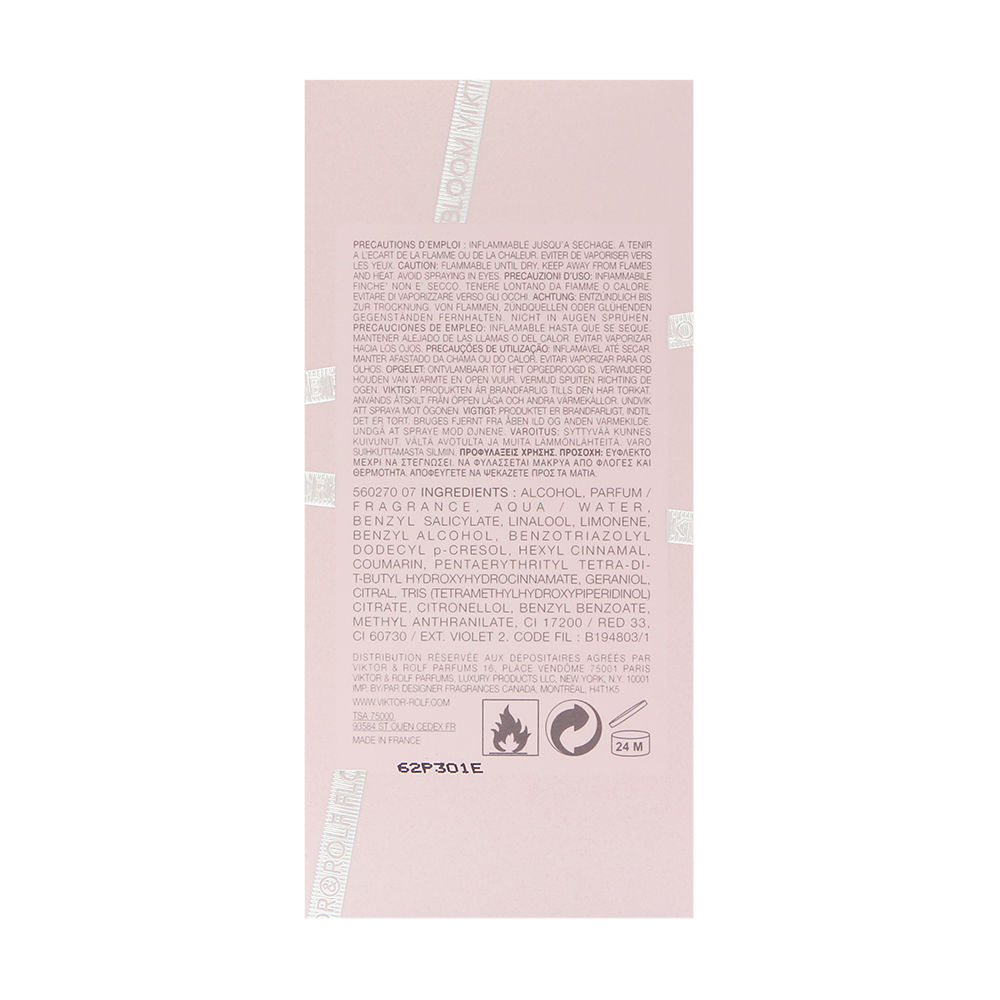 BLOOM VIKT
PRECAUTIONS D'EMPLOI : INFLAMMABLE JUSQU'A SECHAGE. A TENIR
A L'ECART DE LA FLAMME OU DE LA CHALEUR. EVITER DE VAPORISER VERS
LES YEUX. CAUTION: FLAMMABLE UNTIL DRY. KEEP AWAY FROM FLAMES
AND HEAT. AVOID SPRAYING IN EYES. PRECAUZIONI D'USO: INFIAMMABILE
FINCHE' NON E' SECCO. TENERE LONTANO DA FIAMME O CALORE.
EVITARE DI VAPORIZZARE VERSO GLI OCCHI. ACHTUNG: ENTZÜNDLICH BIS
ZUR TROCKNUNG. VON FLAMMEN, ZÜNDQUELLEN ODER GLÜHENDEN
GEGENSTÄNDEN FERNHALTEN. NICHT IN AUGEN SPRÜHEN.
PRECAUCIONES DE EMPLEO: INFLAMABLE HASTA QUE SE SEQUE.
MANTENER ALEJADO DE LAS LLAMAS O DEL CALOR. EVITAR VAPORIZAR
HACIA LOS OJOS. PRECAUÇÕES DE UTILIZAÇÃO: INFLAMÁVEL ATÉ SECAR.
MANTER AFASTADO DA CHAMA OU DO CALOR. EVITAR VAPORIZAR PARA OS
OLHOS. OPGELET: ONTVLAMBAAR TOT HET OPGEDROOGD IS. VERWIJDERD
HOUDEN VAN WARMTE EN OPEN VUUR. VERMIJD SPUITEN RICHTING DE
OGEN. VIKTIGT: PRODUKTEN ÄR BRANDFARLIG TILLS DEN HAR TORKAT.
ANVÄNDS ÅTSKILT FRÅN ÖPPEN LÅGA OCH ANDRA VÄRMEKÄLLOR. UNDVIK
ATT SPRAYA MOT ÖGONEN. VIGTIGT: PRODUKTET ER BRANDFARLIGT, INDTIL
DET ER TØRT. BRUGES FJERNT FRA ÅBEN ILD OG ANDEN VARMEKILDE.
UNDGÅ AT SPRAYE MOD ØJNENE. VAROITUS: SYTTYVÄÄ KUNNES
KUIVUNUT. VÄLTÄ AVOTULTA JA MUITA LÄMMÖNLÄHTEITÄ. VARO
SUIHKUTTAMASTA SILMIIN. ΠΡΟΦΥΛΑΞΕΙΣ ΧΡΗΣΗΣ. ΠΡΟΣΟΧΗ: ΕΥΦΛΕΚΤΟ
ΜΕΧΡΙ ΝΑ ΣΤΕΓΝΩΣΕΙ. ΝΑ ΦΥΛΑΣΣΕΤΑΙ ΜΑΚΡΥΑ ΑΠΟ ΦΛΟΓΕΣ ΚΑΙ
ΘΕΡΜΟΤΗΤΑ. ΑΠΟΦΕΥΓΕΤΕ ΝΑ ΨΕΚΑΖΕΤΕ ΠΡΟΣ ΤΑ ΜΑΤΙΑ.
560270 07 INGREDIENTS : ALCOHOL, PARFUM /
FRAGRANCE, AQUA / WATER,
BENZYL SALICYLATE, LINALOOL, LIMONENE,
BENZYL ALCOHOL, BENZOTRIAZOLYL
DODECYL p-CRESOL, HEXYL CINNAMAL,
COUMARIN, PENTAERYTHRITYL TETRA-DI-
T-BUTYL HYDROXYHYDROCINNAMATE, GERANIOL,
CITRAL, TRIS (TETRAMETHYLHYDROXYPIPERIDINOL)
CITRATE, CITRONELLOL, BENZYL BENZOATE,
METHYL ANTHRANILATE, CI 17200 / RED 33,
CI 60730 / EXT. VIOLET 2. CODE FIL : B194803/1
DISTRIBUTION RÉSERVÉE AUX DÉPOSITAIRES AGRÉÉS PAR
VIKTOR & ROLF PARFUMS 16, PLACE VENDÔME 75001 PARIS
VIKTOR & ROLF PARFUMS, LUXURY PRODUCTS LLC, NEW YORK, N.Y. 10001
IMP. BY/PAR DESIGNER FRAGRANCES CANADA, MONTRÉAL, H4T1K5
WWW.VIKTOR-ROLF.COM
TSA 75000
93584 ST OUEN CEDEX FR
MADE IN FRANCE
24 M
62P301E